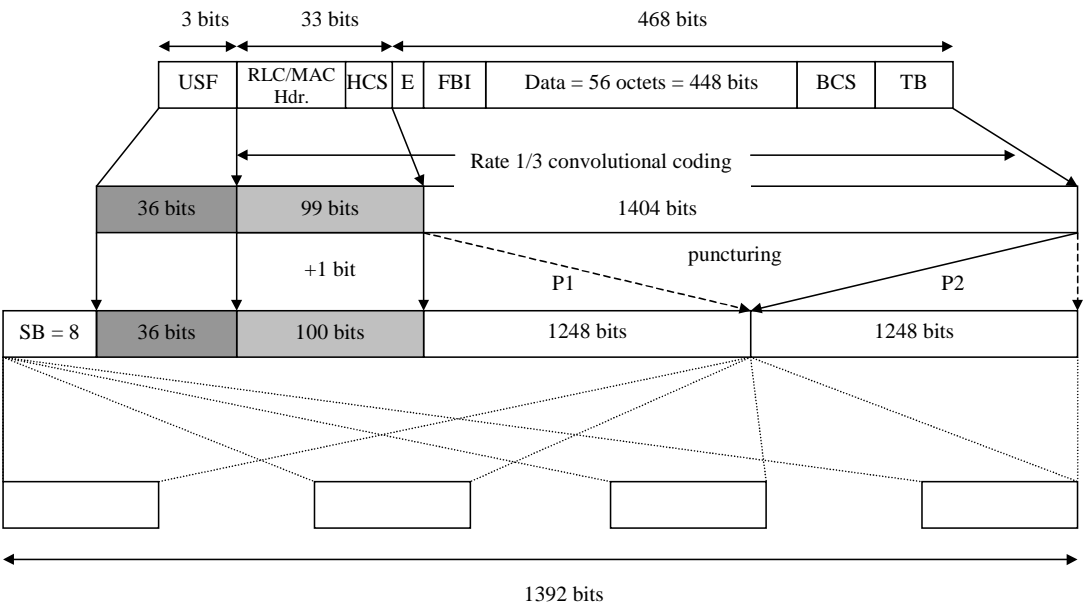 3 bits 33 bits 468 bits
USF RLC/MAC Hdr. HCS E FBI Data = 56 octets = 448 bits BCS TB
Rate 1/3 convolutional coding
36 bits 99 bits 1404 bits
+1 bit puncturing
P1 P2
SB = 8 36 bits 100 bits 1248 bits 1248 bits
1392 bits